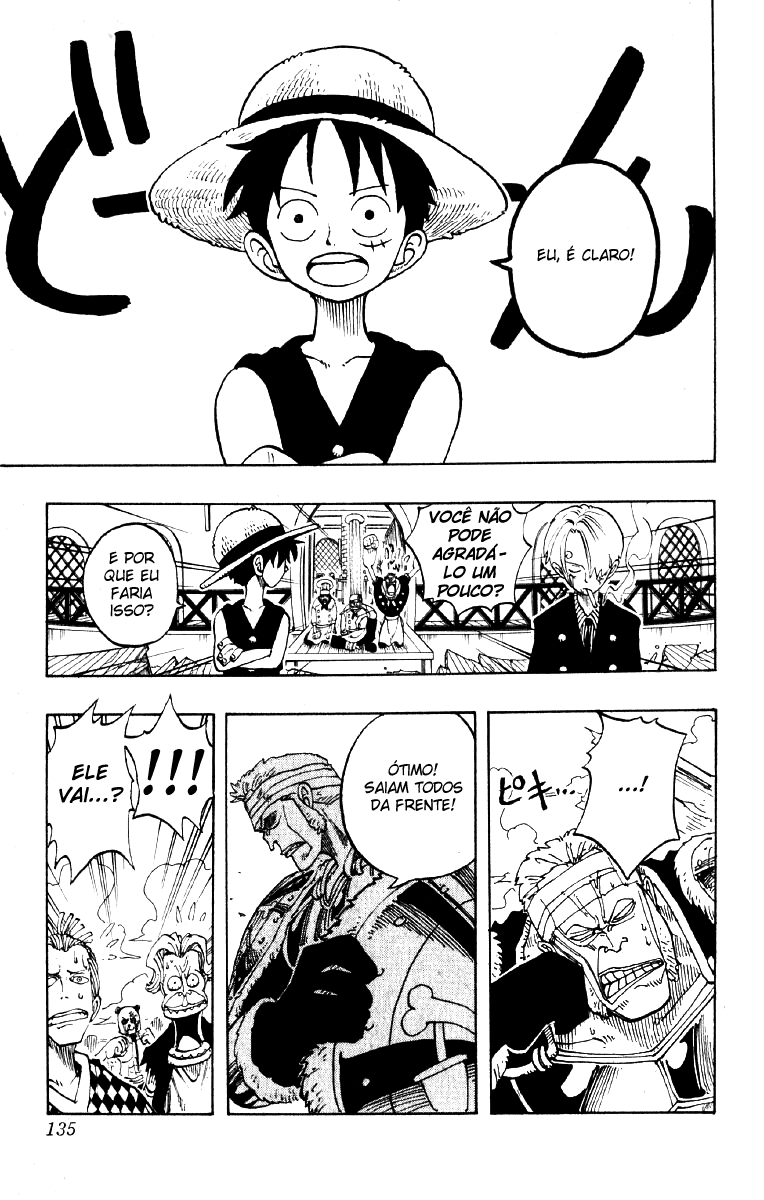 どーん
EU, É CLARO!
VOCÊ NÃO
PODE
AGRADÁ-
LO UM
POUCO?
E POR
QUE EU
FARIA
ISSO?
...!
ピキ...
ÓTIMO!
SAIAM TODOS
DA FRENTE!
!!!
ELE
VAI...?
135